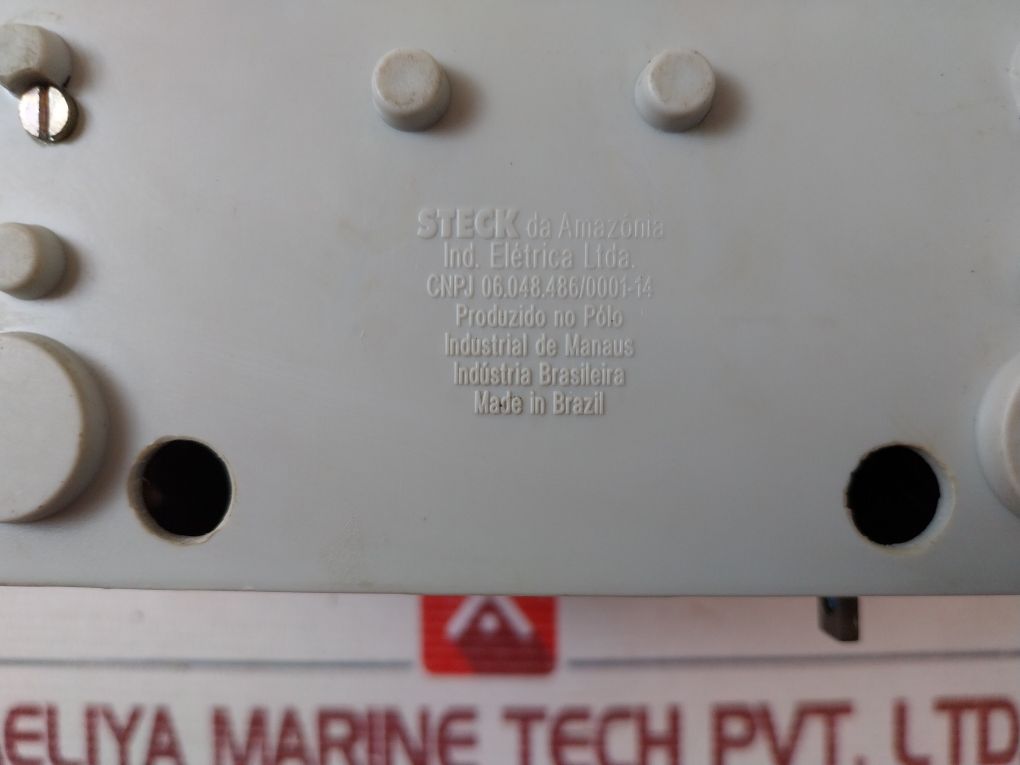 STECK da Amazônia
Ind. Elétrica Ltda.
CNPJ 06.048.486/0001-14
Produzido no Pólo
Industrial de Manaus
Indústria Brasileira
Made in Brazil
AELIYA MARINE TECH PVT. LTD